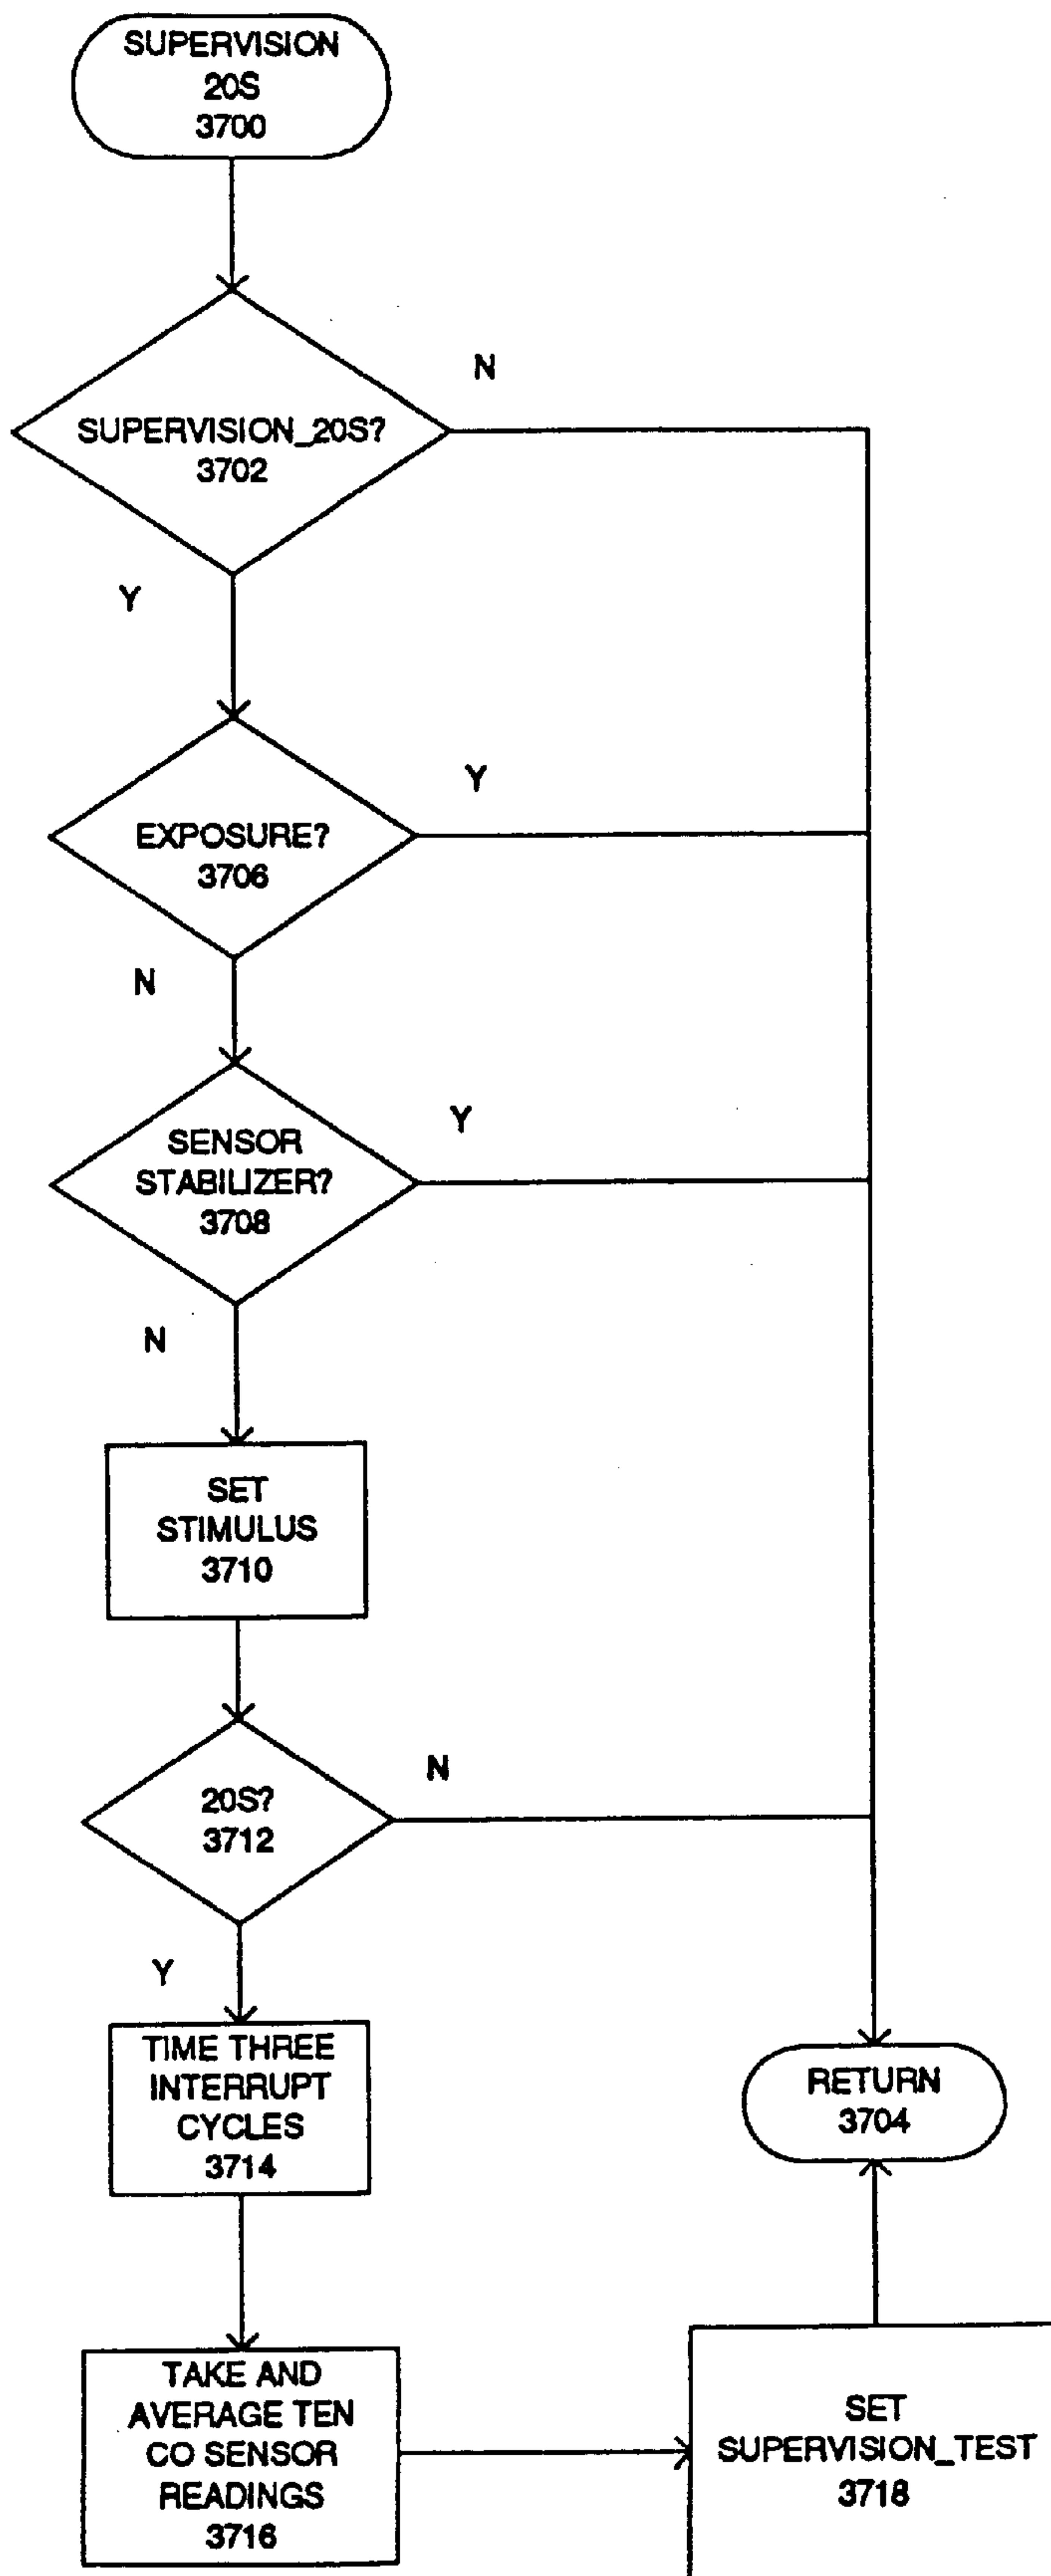 SUPERVISION
20S
3700
N
SUPERVISION_20S?
3702
Y
Y
EXPOSURE?
3706
N
Y
SENSOR
STABILIZER?
3708
N
SET
STIMULUS
3710
N
20S?
3712
Y
TIME THREE
INTERRUPT
CYCLES
3714
RETURN
3704
TAKE AND
AVERAGE TEN
CO SENSOR
READINGS
3716
SET
SUPERVISION_TEST
3718